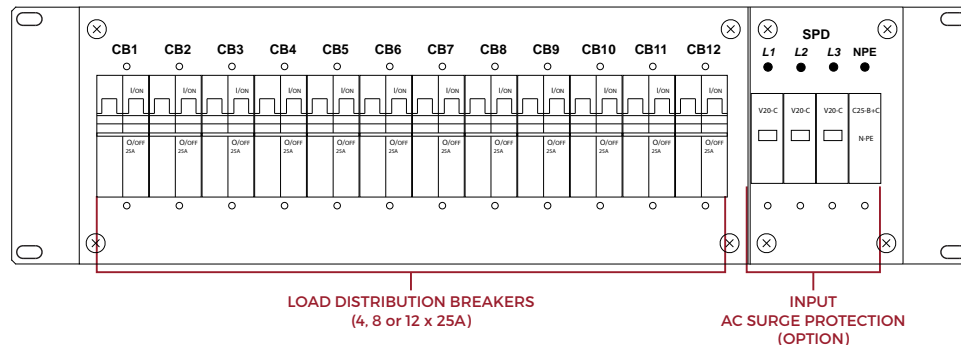 SPD
CB1 CB2 CB3 CB4 CB5 CB6 CB7 CB8 CB9 CB10 CB11 CB12
L1 L2 L3 NPE
I/ON I/ON I/ON I/ON I/ON I/ON I/ON I/ON I/ON I/ON I/ON I/ON
V20-C V20-C V20-C C25-B+C
N-PE
O/OFF O/OFF O/OFF O/OFF O/OFF O/OFF O/OFF O/OFF O/OFF O/OFF O/OFF O/OFF
25A 25A 25A 25A 25A 25A 25A 25A 25A 25A 25A 25A
LOAD DISTRIBUTION BREAKERS
(4, 8 or 12 x 25A)
INPUT
AC SURGE PROTECTION
(OPTION)